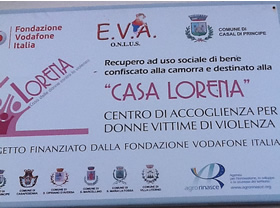 Fondazione
Vodafone
Italia
E.V.A.
O.N.L.U.S.
COMUNE DI
CASAL DI PRINCIPE
LORENA
Recupero ad uso sociale di bene
confiscato alla camorra e destinato alla
"CASA LORENA"
CENTRO DI ACCOGLIENZA PER
DONNE VITTIME DI VIOLENZA
GETTO FINANZIATO DALLA FONDAZIONE VODAFONE ITALIA
agrorinasce